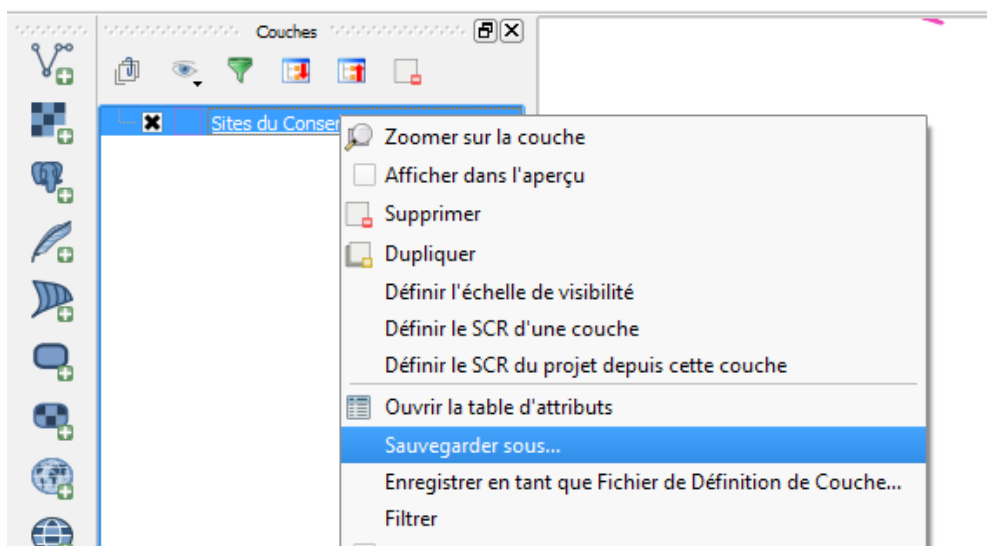 Couches
Sites du Conser
Zoomer sur la couche
Afficher dans l'aperçu
Supprimer
Dupliquer
Définir l'échelle de visibilité
Définir le SCR d'une couche
Définir le SCR du projet depuis cette couche
Ouvrir la table d'attributs
Sauvegarder sous...
Enregistrer en tant que Fichier de Définition de Couche...
Filtrer